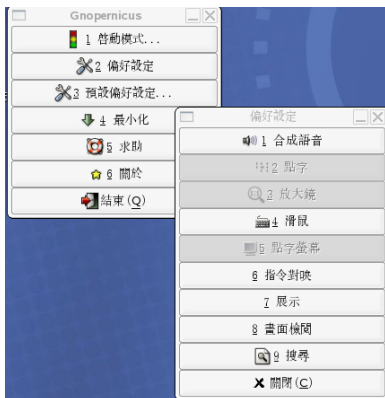 Gnopernicus
1 啓動模式...
2 偏好設定
3 預設偏好設定...
4 最小化
5 求助
6 關於
結束(Q)
偏好設定
1 合成語音
2 點字
3 放大鏡
4 滑鼠
5 點字螢幕
6 指令對映
7 展示
8 畫面檢閱
9 搜尋
關閉(C)